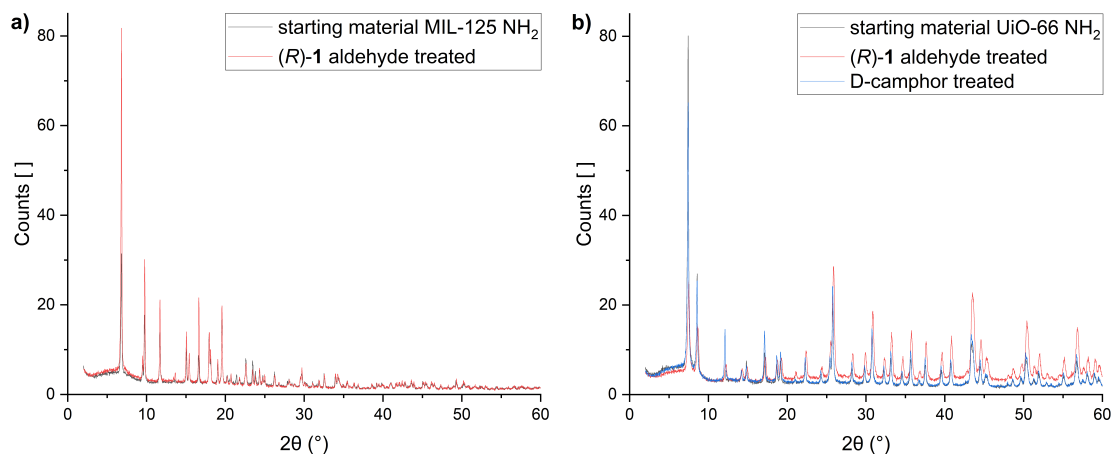 a)
starting material MIL-125 NH₂
(R)-1 aldehyde treated
Counts [ ]
80
60
40
20
0
0 10 20 30 40 50 60
2θ (°)
b)
starting material UiO-66 NH₂
(R)-1 aldehyde treated
D-camphor treated
Counts [ ]
80
60
40
20
0
0 10 20 30 40 50 60
2θ (°)